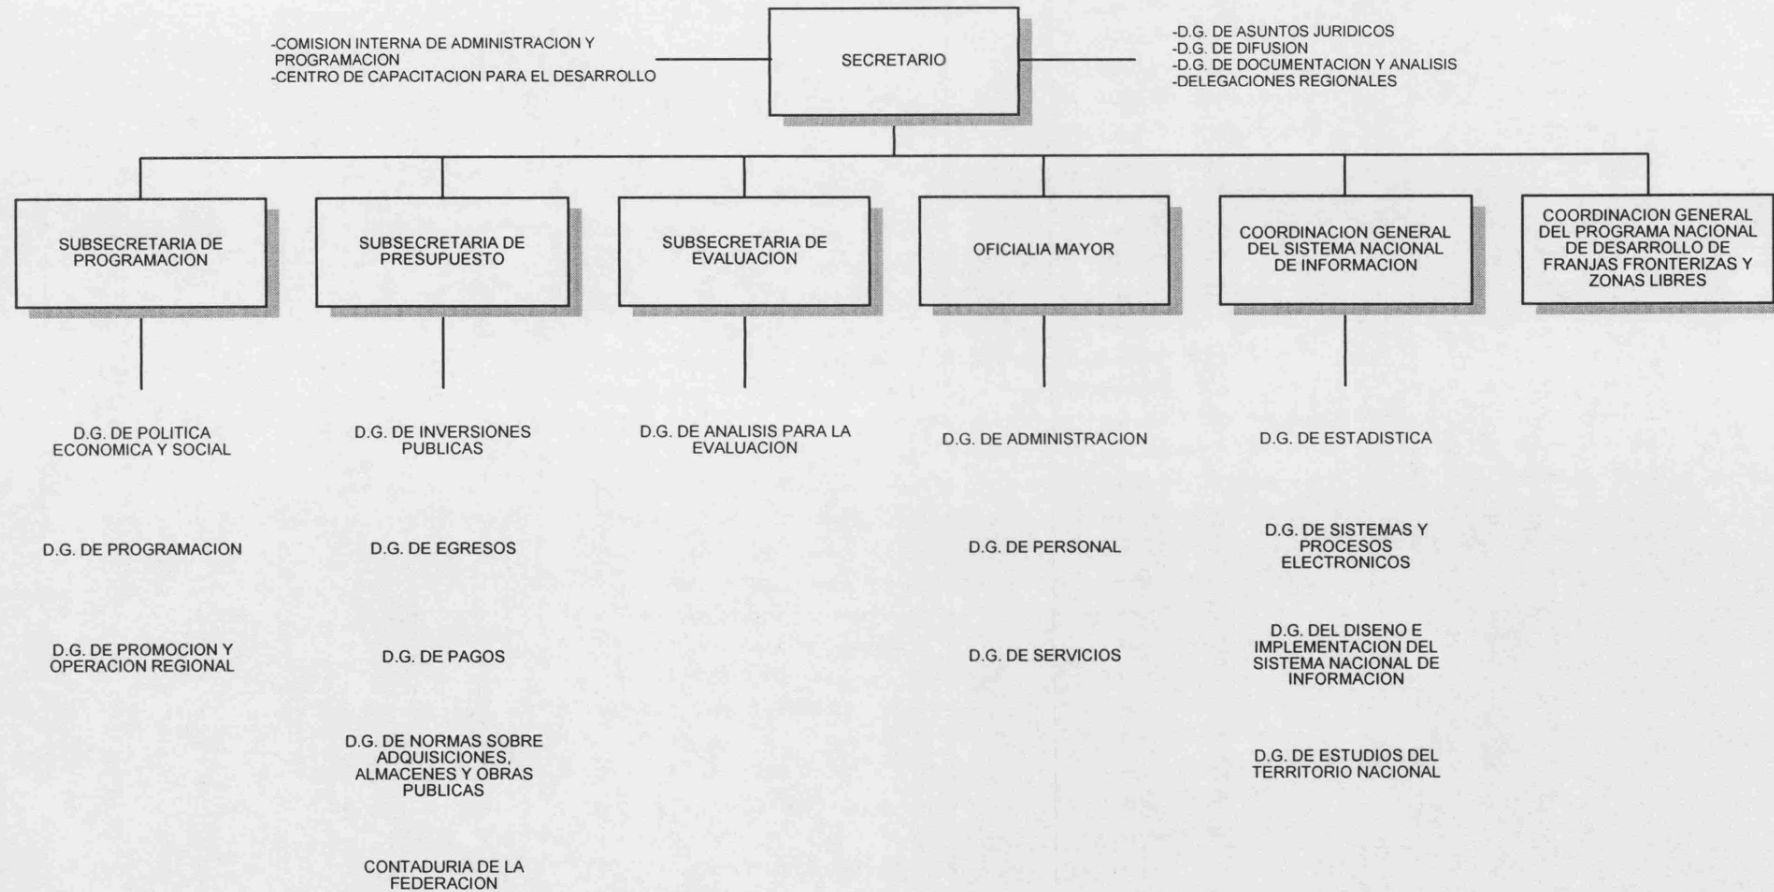 -COMISION INTERNA DE ADMINISTRACION Y
PROGRAMACION
-CENTRO DE CAPACITACION PARA EL DESARROLLO
SECRETARIO
-D.G. DE ASUNTOS JURIDICOS
-D.G. DE DIFUSION
-D.G. DE DOCUMENTACION Y ANALISIS
-DELEGACIONES REGIONALES
SUBSECRETARIA DE
PROGRAMACION
SUBSECRETARIA DE
PRESUPUESTO
SUBSECRETARIA DE
EVALUACION
OFICIALIA MAYOR
COORDINACION GENERAL
DEL SISTEMA NACIONAL
DE INFORMACION
COORDINACION GENERAL
DEL PROGRAMA NACIONAL
DE DESARROLLO DE
FRANJAS FRONTERIZAS Y
ZONAS LIBRES
D.G. DE POLITICA
ECONOMICA Y SOCIAL
D.G. DE PROGRAMACION
D.G. DE PROMOCION Y
OPERACION REGIONAL
D.G. DE INVERSIONES
PUBLICAS
D.G. DE EGRESOS
D.G. DE PAGOS
D.G. DE NORMAS SOBRE
ADQUISICIONES,
ALMACENES Y OBRAS
PUBLICAS
CONTADURIA DE LA
FEDERACION
D.G. DE ANALISIS PARA LA
EVALUACION
D.G. DE ADMINISTRACION
D.G. DE PERSONAL
D.G. DE SERVICIOS
D.G. DE ESTADISTICA
D.G. DE SISTEMAS Y
PROCESOS
ELECTRONICOS
D.G. DEL DISENO E
IMPLEMENTACION DEL
SISTEMA NACIONAL DE
INFORMACION
D.G. DE ESTUDIOS DEL
TERRITORIO NACIONAL